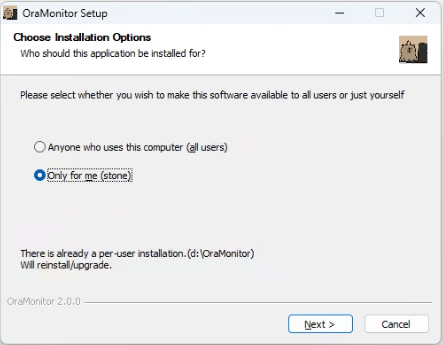 OraMonitor Setup
Choose Installation Options
Who should this application be installed for?
Please select whether you wish to make this software available to all users or just yourself
Anyone who uses this computer (all users)
Only for me (stone)
There is already a per-user installation.(d:\OraMonitor)
Will reinstall/upgrade.
OraMonitor 2.0.0
Next >
Cancel